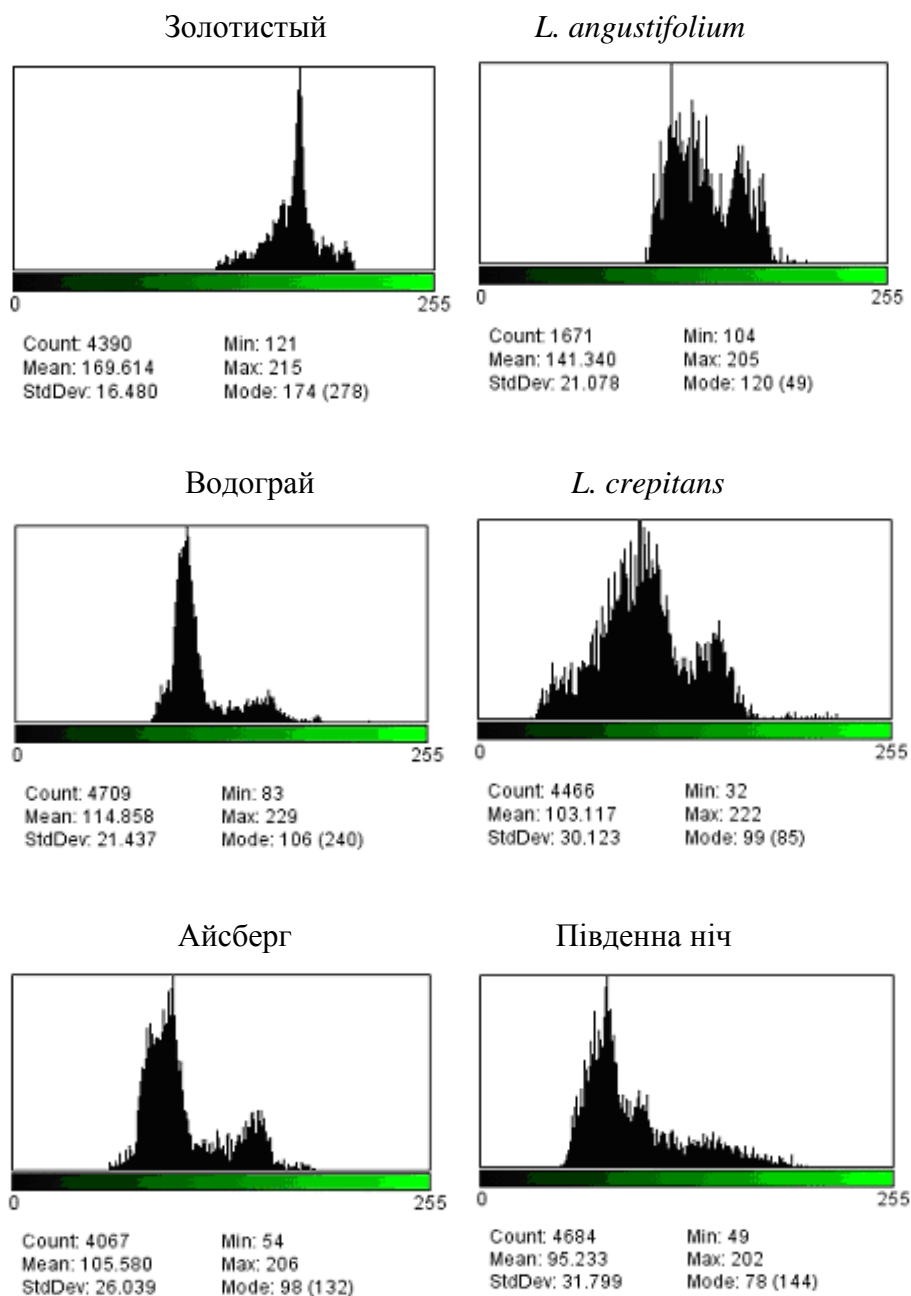 Золотистый
L. angustifolium
0 255
0 255
Count: 4390 Min: 121
Mean: 169.614 Max: 215
StdDev: 16.480 Mode: 174 (278)
Count: 1671 Min: 104
Mean: 141.340 Max: 205
StdDev: 21.078 Mode: 120 (49)
Водограй
L. crepitans
0 255
0 255
Count: 4709 Min: 83
Mean: 114.858 Max: 229
StdDev: 21.437 Mode: 106 (240)
Count: 4466 Min: 32
Mean: 103.117 Max: 222
StdDev: 30.123 Mode: 99 (85)
Айсберг
Південна ніч
0 255
0 255
Count: 4067 Min: 54
Mean: 105.580 Max: 206
StdDev: 26.039 Mode: 98 (132)
Count: 4684 Min: 49
Mean: 95.233 Max: 202
StdDev: 31.799 Mode: 78 (144)